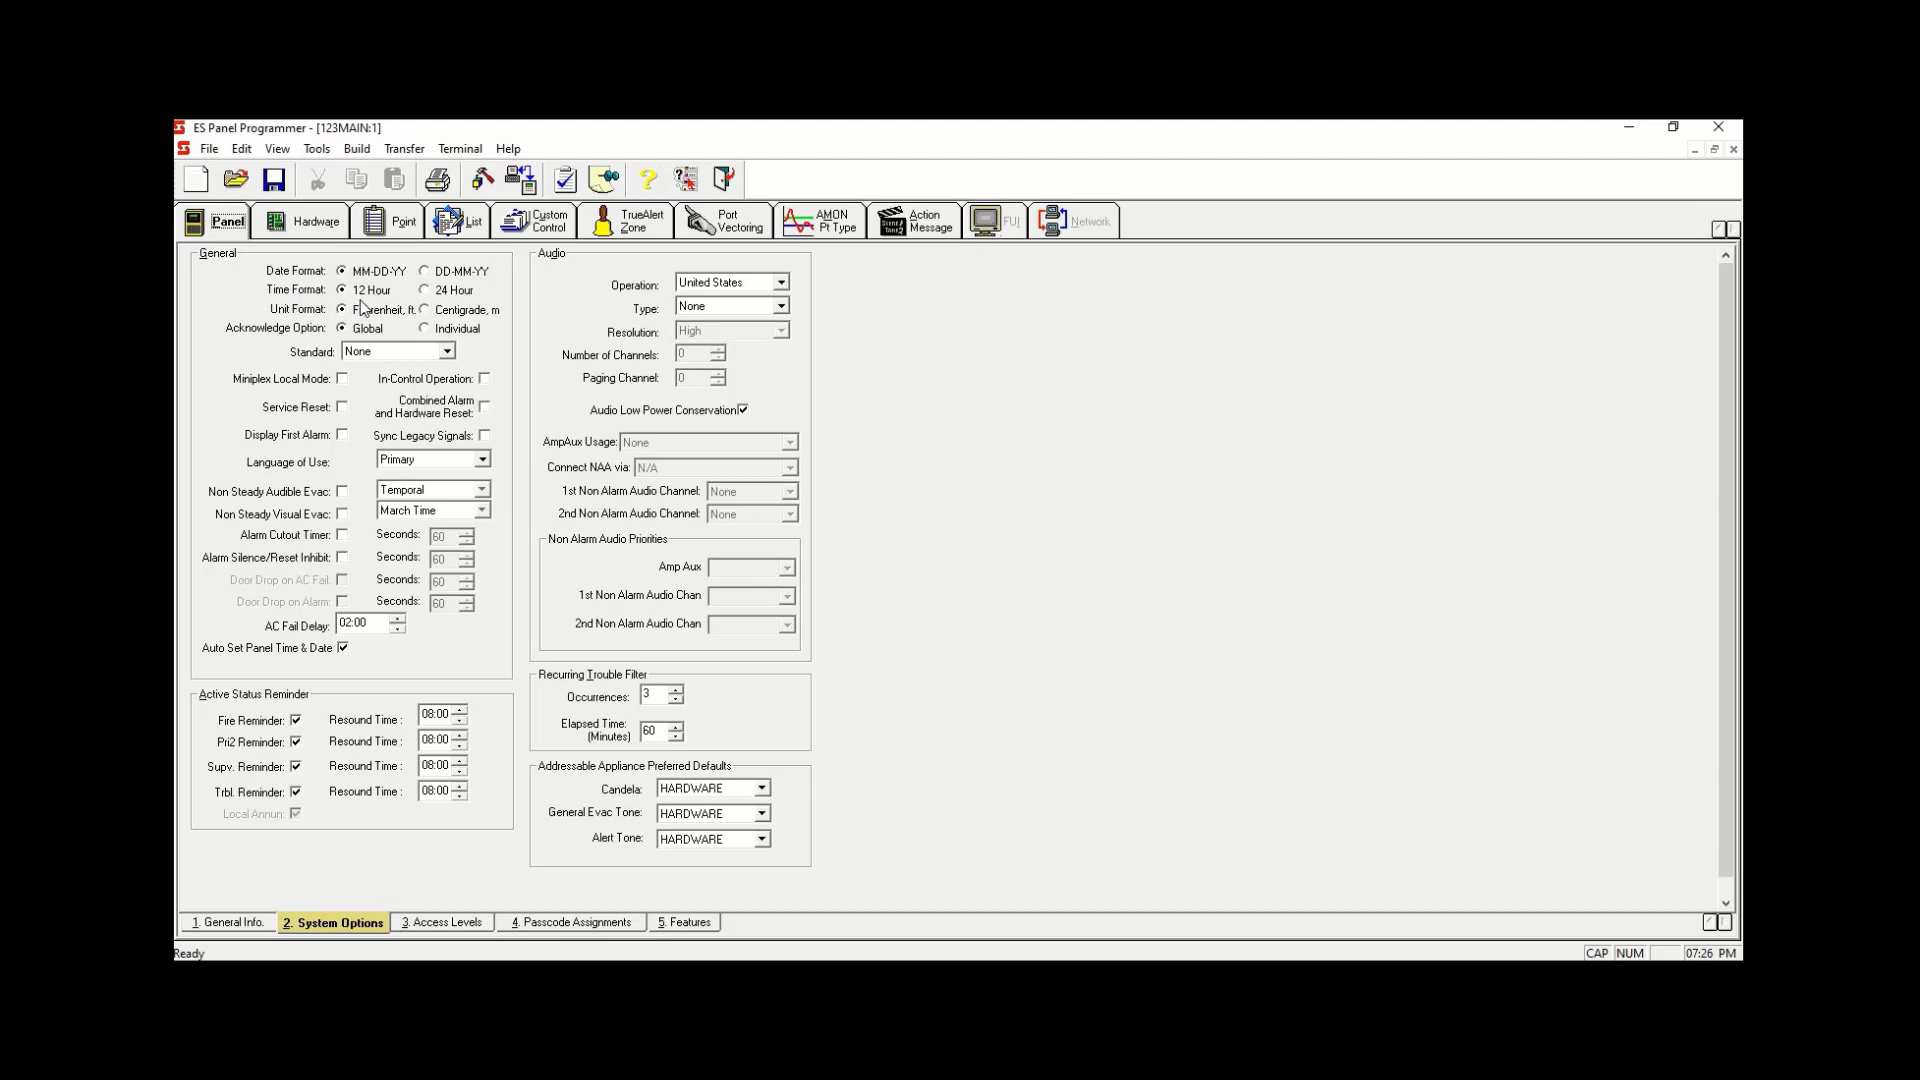 ES Panel Programmer - [123MAIN:1]
File Edit View Tools Build Transfer Terminal Help
Panel Hardware Point List Custom Control TrueAlert Zone Port Vectoring AMON Pt Type Action Message FUI Network
General
Date Format: MM-DD-YY DD-MM-YY
Time Format: 12 Hour 24 Hour
Unit Format: Fahrenheit, ft. Centigrade, m
Acknowledge Option: Global Individual
Standard: None
Miniplex Local Mode: In-Control Operation:
Service Reset: Combined Alarm and Hardware Reset:
Display First Alarm: Sync Legacy Signals:
Language of Use: Primary
Non Steady Audible Evac: Temporal
Non Steady Visual Evac: March Time
Alarm Cutout Timer: Seconds: 60
Alarm Silence/Reset Inhibit: Seconds: 60
Door Drop on AC Fail: Seconds: 60
Door Drop on Alarm: Seconds: 60
AC Fail Delay: 02:00
Auto Set Panel Time & Date
Active Status Reminder
Fire Reminder: Resound Time : 08:00
Pri2 Reminder: Resound Time : 08:00
Supv. Reminder: Resound Time : 08:00
Trbl. Reminder: Resound Time : 08:00
Local Annun:
Audio
Operation: United States
Type: None
Resolution: High
Number of Channels: 0
Paging Channel: 0
Audio Low Power Conservation
AmpAux Usage: None
Connect NAA via: N/A
1st Non Alarm Audio Channel: None
2nd Non Alarm Audio Channel: None
Non Alarm Audio Priorities
Amp Aux
1st Non Alarm Audio Chan
2nd Non Alarm Audio Chan
Recurring Trouble Filter
Occurrences: 3
Elapsed Time: (Minutes) 60
Addressable Appliance Preferred Defaults
Candela: HARDWARE
General Evac Tone: HARDWARE
Alert Tone: HARDWARE
1. General Info. 2. System Options 3. Access Levels 4. Passcode Assignments 5. Features
Ready CAP NUM 07:26 PM